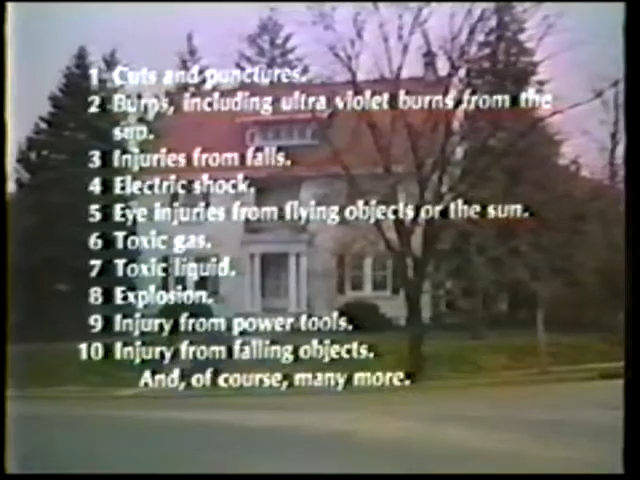 1 Cuts and punctures.
2 Burns, including ultra violet burns from the
sun.
3 Injuries from falls.
4 Electric shock.
5 Eye injuries from flying objects or the sun.
6 Toxic gas.
7 Toxic liquid.
8 Explosion.
9 Injury from power tools.
10 Injury from falling objects.
And, of course, many more.